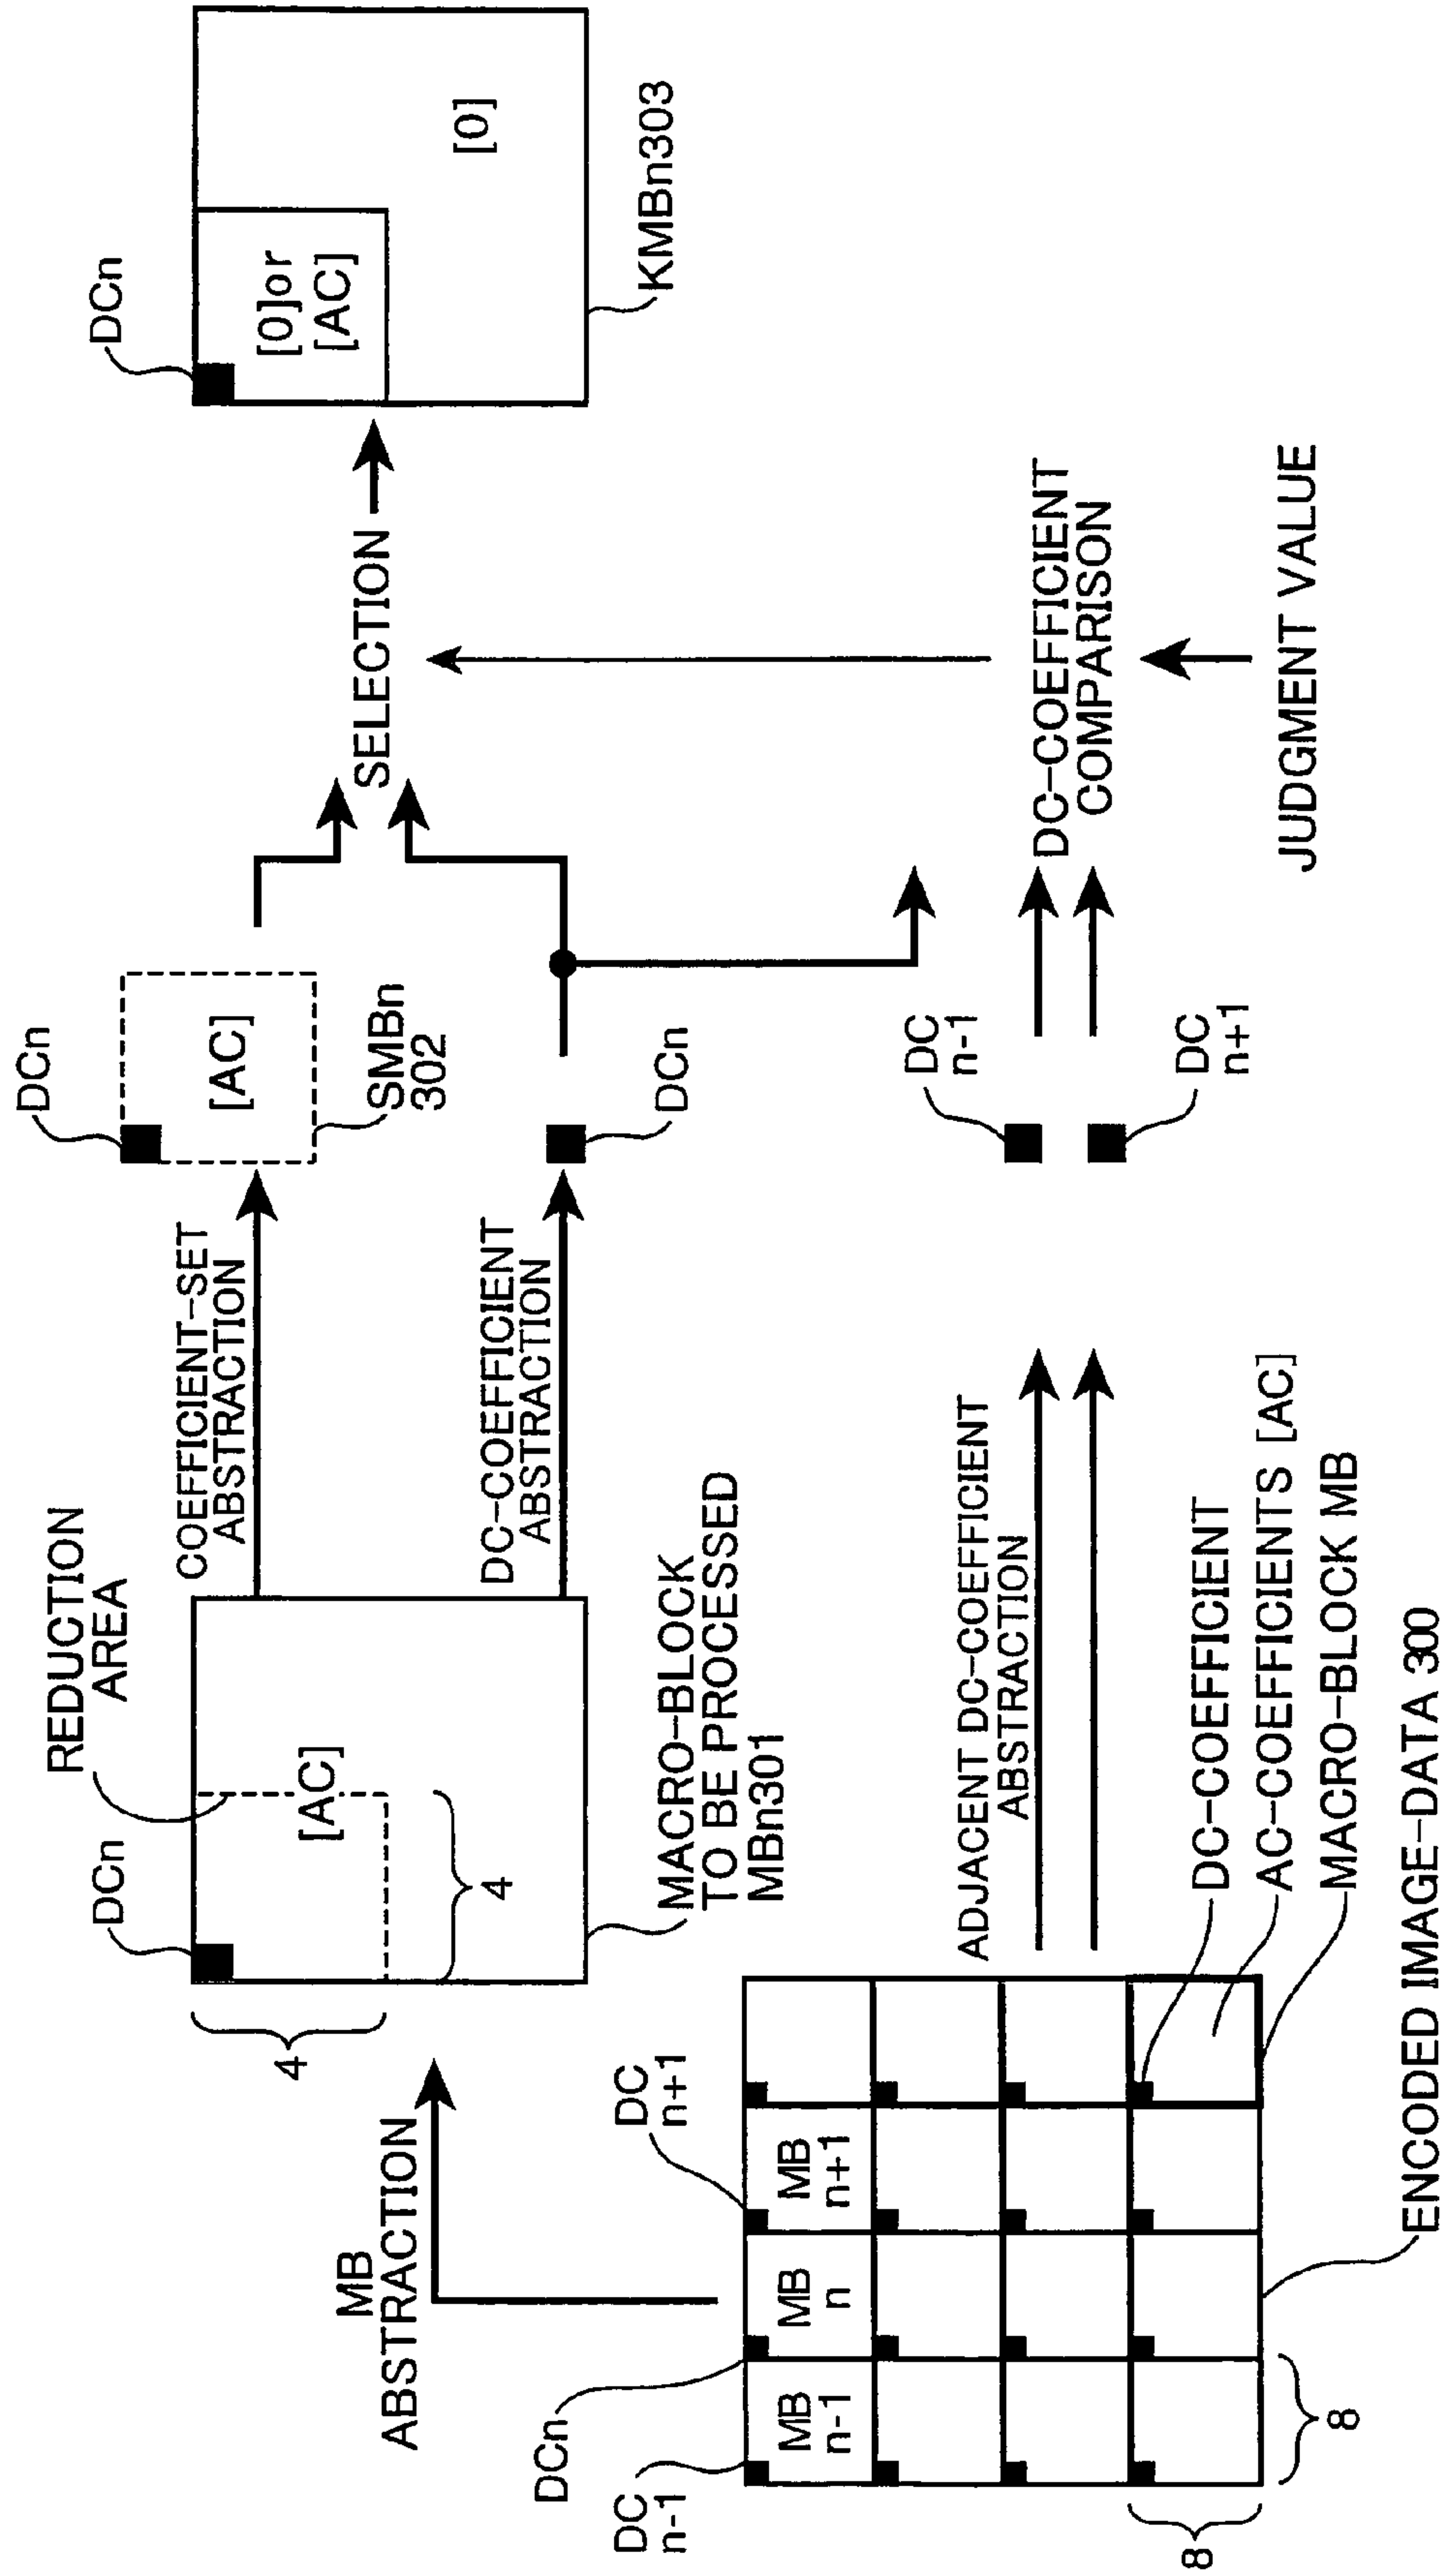 DC
n-1
DCn
MB
ABSTRACTION
DC
n+1
MB
n-1
MB
n
MB
n+1
8
8
ENCODED IMAGE-DATA 300
DC-COEFFICIENT
AC-COEFFICIENTS [AC]
MACRO-BLOCK MB
4
DCn
REDUCTION
AREA
[AC]
4
MACRO-BLOCK
TO BE PROCESSED
MBn301
COEFFICIENT-SET
ABSTRACTION
DC-COEFFICIENT
ABSTRACTION
ADJACENT DC-COEFFICIENT
ABSTRACTION
DCn
[AC]
SMBn
302
DCn
DC
n-1
DC
n+1
SELECTION
DC-COEFFICIENT
COMPARISON
JUDGMENT VALUE
DCn
[0]or
[AC]
[0]
KMBn303